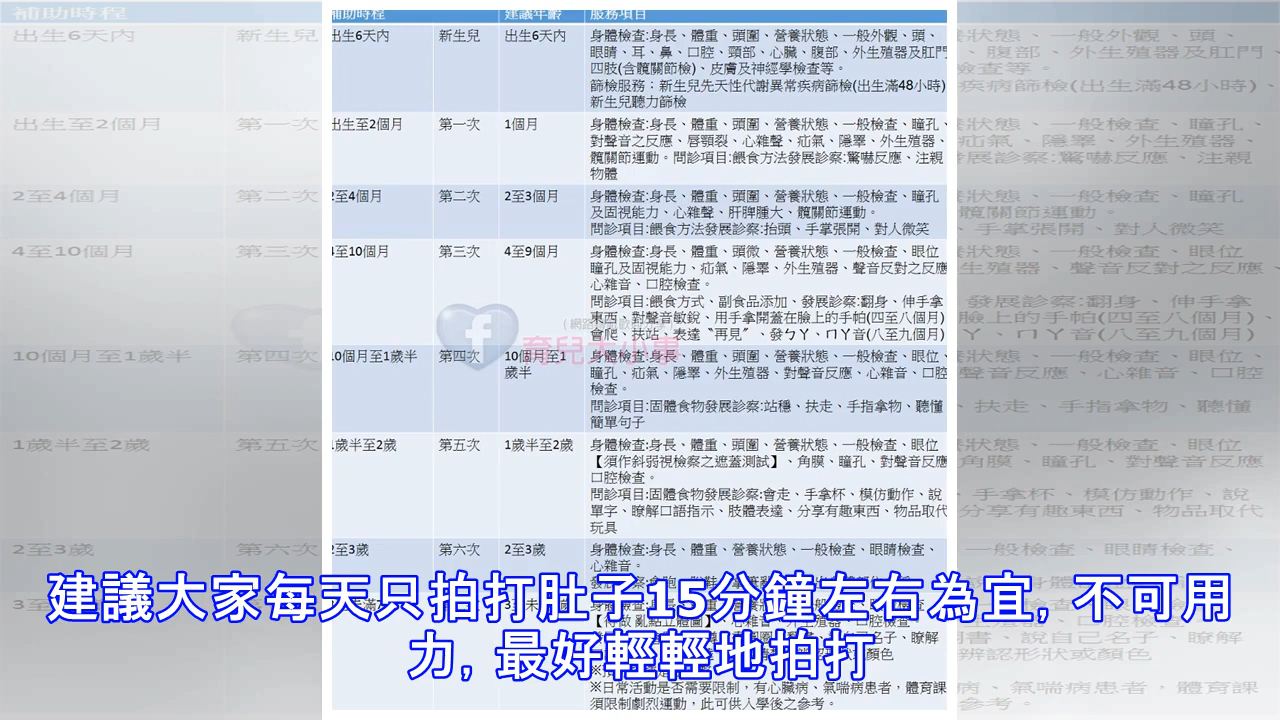 補助時程 建議年齡 服務項目
出生6天內 新生兒 出生6天內 身體檢查:身長、體重、頭圍、營養狀態、一般外觀、頭、
眼睛、耳、鼻、口腔、頸部、心臟、腹部、外生殖器及肛門
四肢(含髖關節檢)、皮膚及神經學檢查等。
篩檢服務：新生兒先天性代謝異常疾病篩檢(出生滿48小時)
新生兒聽力篩檢
出生至2個月 第一次 1個月 身體檢查:身長、體重、頭圍、營養狀態、一般檢查、瞳孔、
對聲音之反應、唇顎裂、心雜聲、疝氣、隱睪、外生殖器、
髖關節運動。問診項目:餵食方法發展診察:驚嚇反應、注視
物體
2至4個月 第二次 2至3個月 身體檢查:身長、體重、頭圍、營養狀態、一般檢查、瞳孔
及固視能力、心雜聲、肝脾腫大、髖關節運動。
問診項目:餵食方法發展診察:抬頭、手掌張開、對人微笑
4至10個月 第三次 4至9個月 身體檢查:身長、體重、頭微、營養狀態、一般檢查、眼位
瞳孔及固視能力、疝氣、隱睪、外生殖器、聲音反對之反應
心雜音、口腔檢查。
問診項目:餵食方式、副食品添加、發展診察:翻身、伸手拿
東西、對聲音敏銳、用手拿開蓋在臉上的手帕(四至八個月)
會爬、扶站、表達〝再見〞、發ㄅㄚ、ㄇㄚ音(八至九個月)
育兒大小事
10個月至1歲半 第四次 10個月至1歲半 身體檢查:身長、體重、頭圍、營養狀態、一般檢查、眼位、
瞳孔、疝氣、隱睪、外生殖器、對聲音反應、心雜音、口腔
檢查。
問診項目:固體食物發展診察:站穩、扶走、手指拿物、聽懂
簡單句子
1歲半至2歲 第五次 1歲半至2歲 身體檢查:身長、體重、頭圍、營養狀態、一般檢查、眼位
【須作斜弱視檢察之遮蓋測試】、角膜、瞳孔、對聲音反應
口腔檢查。
問診項目:固體食物發展診察:會走、手拿杯、模仿動作、說
單字、瞭解口語指示、肢體表達、分享有趣東西、物品取代
玩具
2至3歲 第六次 2至3歲 身體檢查:身長、體重、營養狀態、一般檢查、眼睛檢查、
心雜音。
建議大家每天只拍打肚子15分鐘左右為宜, 不可用
力, 最好輕輕地拍打
※日常活動是否需要限制，有心臟病、氣喘病患者，體育課
須限制劇烈運動，此可供入學後之參考。